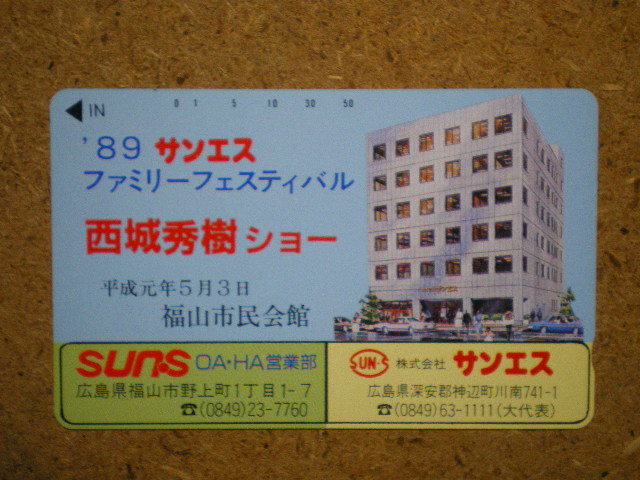 IN
0 1 5 10 30 50
'89 サンエス
ファミリーフェスティバル
西城秀樹ショー
平成元年5月3日
福山市民会館
SUN・S OA・HA営業部
広島県福山市野上町1丁目1-7
☎(0849)23-7760
SUN・S 株式会社 サンエス
広島県深安郡神辺町川南741-1
☎(0849)63-1111(大代表)